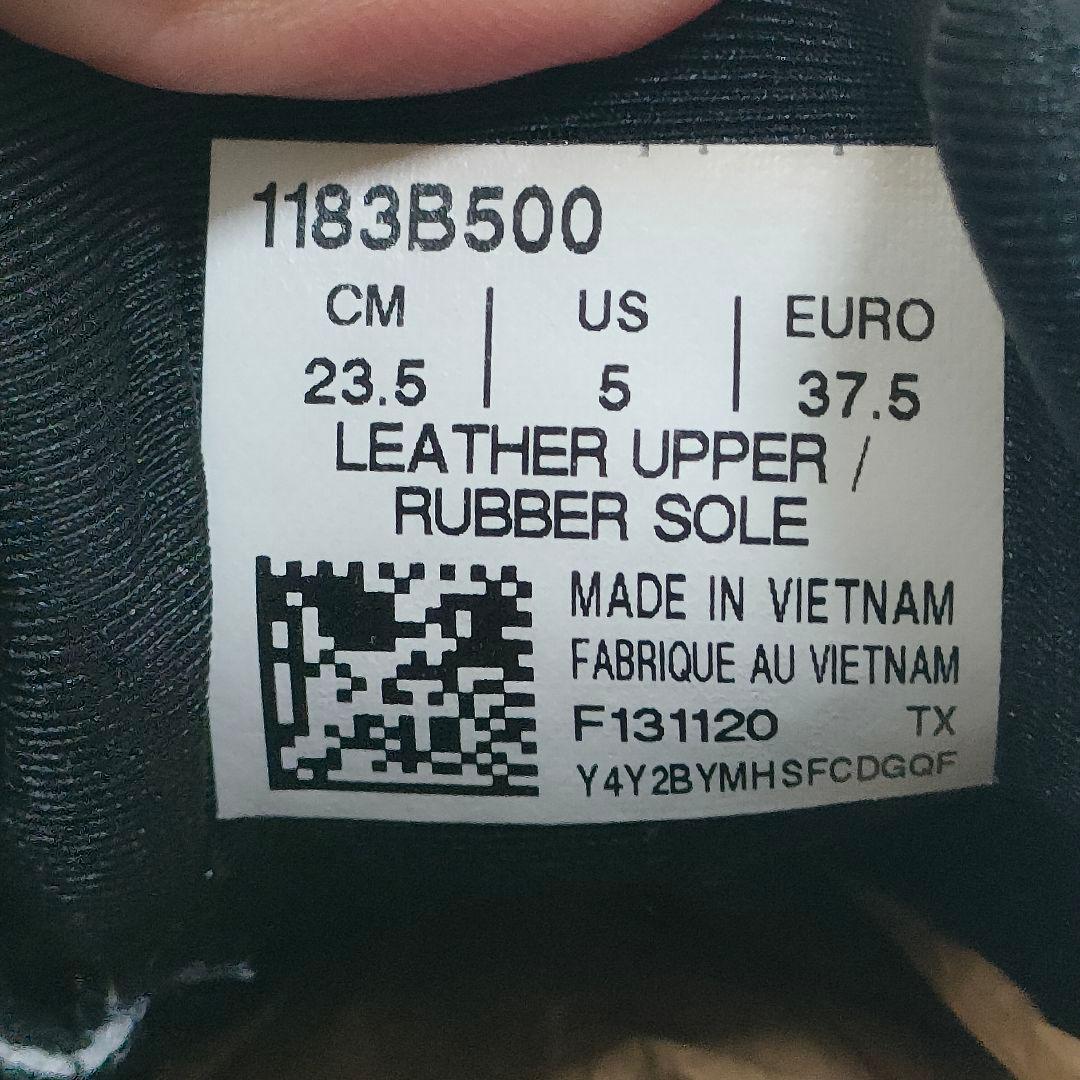 1183B500
CM | US | EURO
23.5 | 5 | 37.5
LEATHER UPPER /
RUBBER SOLE
MADE IN VIETNAM
FABRIQUE AU VIETNAM
F131120 TX
Y4Y2BYMHSFCDGQF